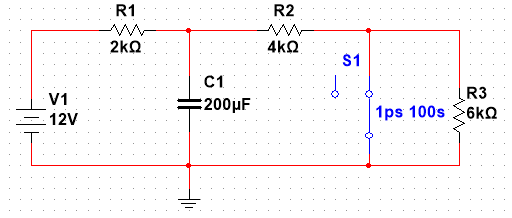 R1
2kΩ
R2
4kΩ
S1
C1
200µF
V1
12V
1ps 100s
R3
6kΩ